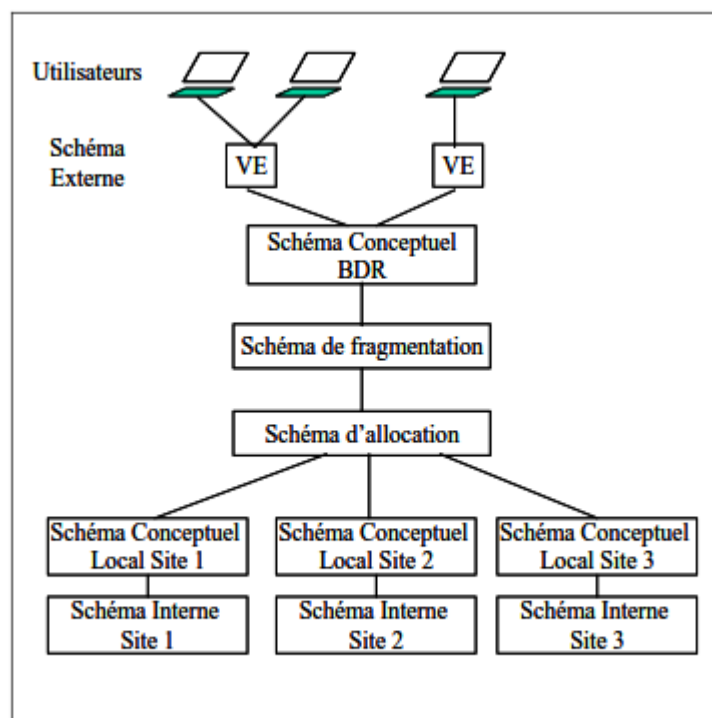 Utilisateurs
Schéma
Externe
VE
VE
Schéma Conceptuel
BDR
Schéma de fragmentation
Schéma d'allocation
Schéma Conceptuel
Local Site 1
Schéma Conceptuel
Local Site 2
Schéma Conceptuel
Local Site 3
Schéma Interne
Site 1
Schéma Interne
Site 2
Schéma Interne
Site 3